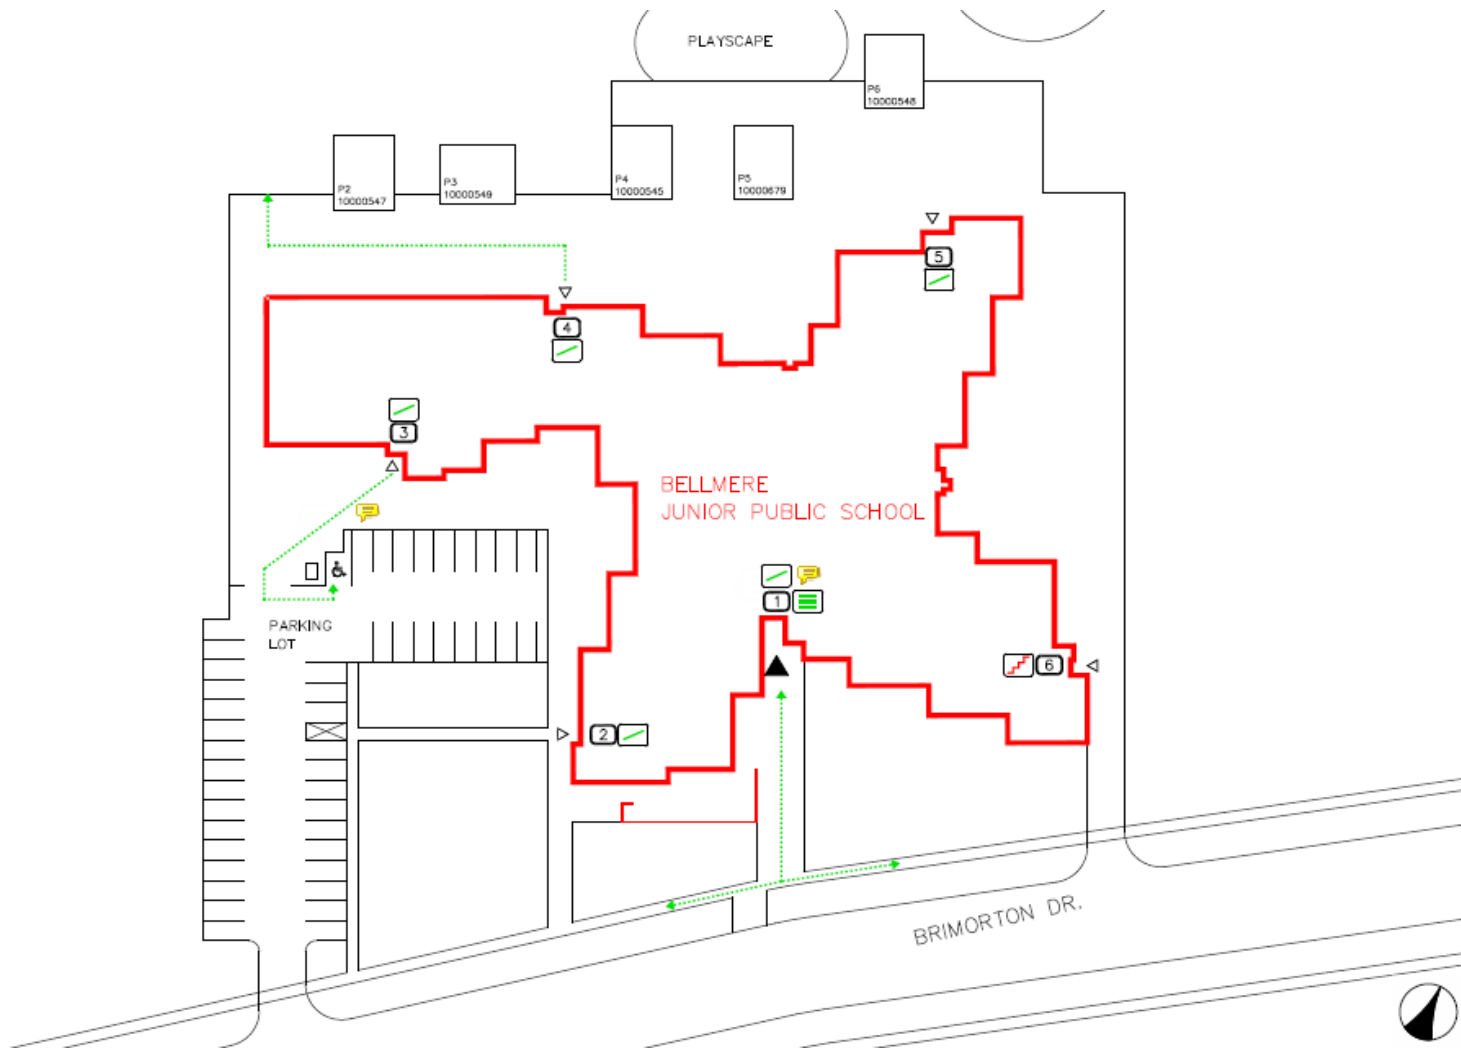 PLAYSCAPE
P6
10000548
P2
10000547
P3
10000549
P4
10000545
P5
10000679
5
4
3
BELLMERE
JUNIOR PUBLIC SCHOOL
1
PARKING
LOT
6
2
BRIMORTON DR.